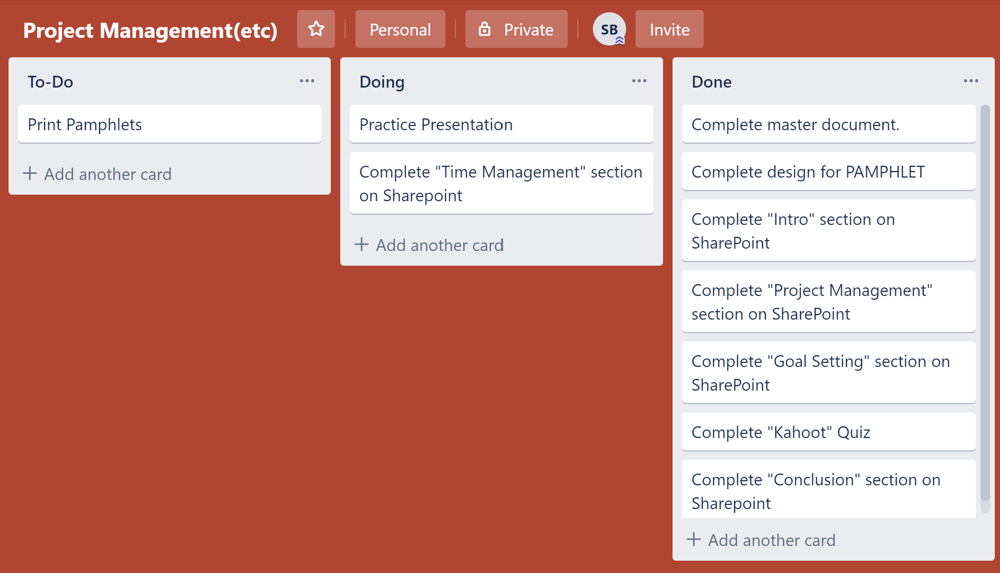 Project Management(etc)
Personal
Private
SB
Invite
To-Do
Print Pamphlets
Add another card
Doing
Practice Presentation
Complete "Time Management" section
on Sharepoint
Add another card
Done
Complete master document.
Complete design for PAMPHLET
Complete "Intro" section on
SharePoint
Complete "Project Management"
section on SharePoint
Complete "Goal Setting" section on
SharePoint
Complete "Kahoot" Quiz
Complete "Conclusion" section on
Sharepoint
Add another card